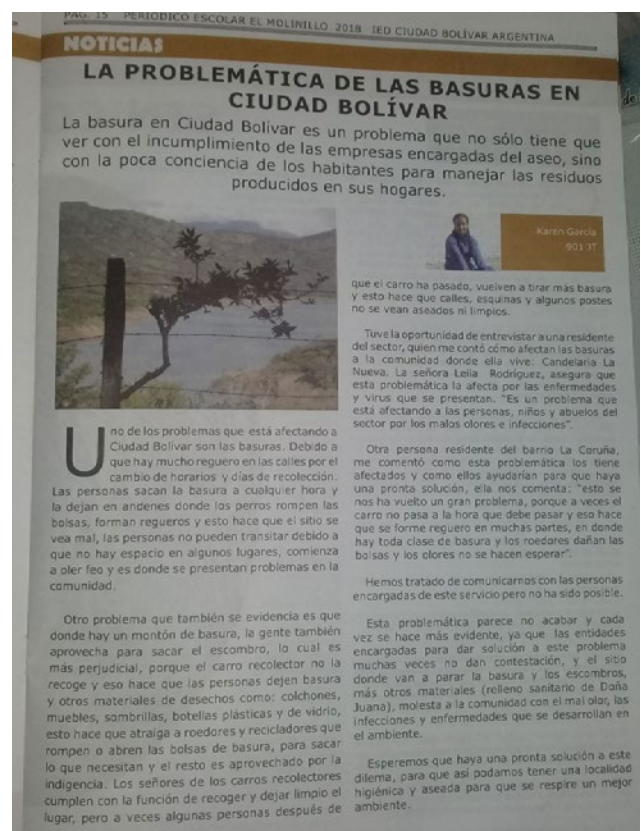 PAG. 15 PERIODICO ESCOLAR EL MOLINILLO 2018 IED CIUDAD BOLÍVAR ARGENTINA
NOTICIAS
LA PROBLEMÁTICA DE LAS BASURAS EN
CIUDAD BOLÍVAR
La basura en Ciudad Bolívar es un problema que no sólo tiene que
ver con el incumplimiento de las empresas encargadas del aseo, sino
con la poca conciencia de los habitantes para manejar los residuos
producidos en sus hogares.
Karen García
901 JT
Uno de los problemas que está afectando a
Ciudad Bolívar son las basuras. Debido a
que hay mucho reguero en las calles por el
cambio de horarios y días de recolección.
Las personas sacan la basura a cualquier hora y
la dejan en andenes donde los perros rompen las
bolsas, forman regueros y esto hace que el sitio se
vea mal, las personas no pueden transitar debido a
que no hay espacio en algunos lugares, comienza
a oler feo y es donde se presentan problemas en la
comunidad.
Otro problema que también se evidencia es que
donde hay un montón de basura, la gente también
aprovecha para sacar el escombro, lo cual es
más perjudicial, porque el carro recolector no la
recoge y eso hace que las personas dejen basura
y otros materiales de desechos como: colchones,
muebles, sombrillas, botellas plásticas y de vidrio,
esto hace que atraiga a roedores y recicladores que
rompen o abren las bolsas de basura, para sacar
lo que necesitan y el resto es aprovechado por la
indigencia. Los señores de los carros recolectores
cumplen con la función de recoger y dejar limpio el
lugar, pero a veces algunas personas después de
que el carro ha pasado, vuelven a tirar más basura
y esto hace que calles, esquinas y algunos postes
no se vean aseados ni limpios.
Tuve la oportunidad de entrevistar a una residente
del sector, quien me contó cómo afectan las basuras
a la comunidad donde ella vive: Candelaria La
Nueva. La señora Leila Rodríguez, asegura que
esta problemática la afecta por las enfermedades
y virus que se presentan. "Es un problema que
está afectando a las personas, niños y abuelos del
sector por los malos olores e infecciones".
Otra persona residente del barrio La Coruña,
me comentó como esta problemática los tiene
afectados y como ellos ayudarían para que haya
una pronta solución, ella nos comenta: "esto se
nos ha vuelto un gran problema, porque a veces el
carro no pasa a la hora que debe pasar y eso hace
que se forme reguero en muchas partes, en donde
hay toda clase de basura y los roedores dañan las
bolsas y los olores no se hacen esperar".
Hemos tratado de comunicarnos con las personas
encargadas de este servicio pero no ha sido posible.
Esta problemática parece no acabar y cada
vez se hace más evidente, ya que las entidades
encargadas para dar solución a este problema
muchas veces no dan contestación, y el sitio
donde van a parar la basura y los escombros,
más otros materiales (relleno sanitario de Doña
Juana), molesta a la comunidad con el mal olor, las
infecciones y enfermedades que se desarrollan en
el ambiente.
Esperemos que haya una pronta solución a este
dilema, para que así podamos tener una localidad
higiénica y aseada para que se respire un mejor
ambiente.